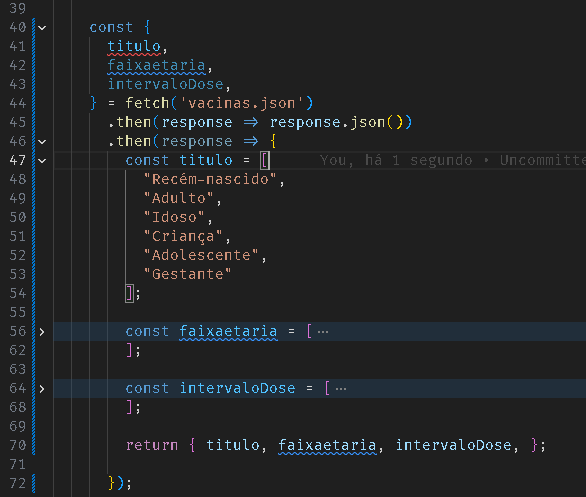 39
40 const {
41 titulo,
42 faixaetaria,
43 intervaloDose,
44 } = fetch('vacinas.json')
45 .then(response => response.json())
46 .then(response => {
47 const titulo = [ You, há 1 segundo • Uncommitte
48 "Recém-nascido",
49 "Adulto",
50 "Idoso",
51 "Criança",
52 "Adolescente",
53 "Gestante"
54 ];
55
56 const faixaetaria = [ ⋯
62 ];
63
64 const intervaloDose = [ ⋯
68 ];
69
70 return { titulo, faixaetaria, intervaloDose, };
71
72 });